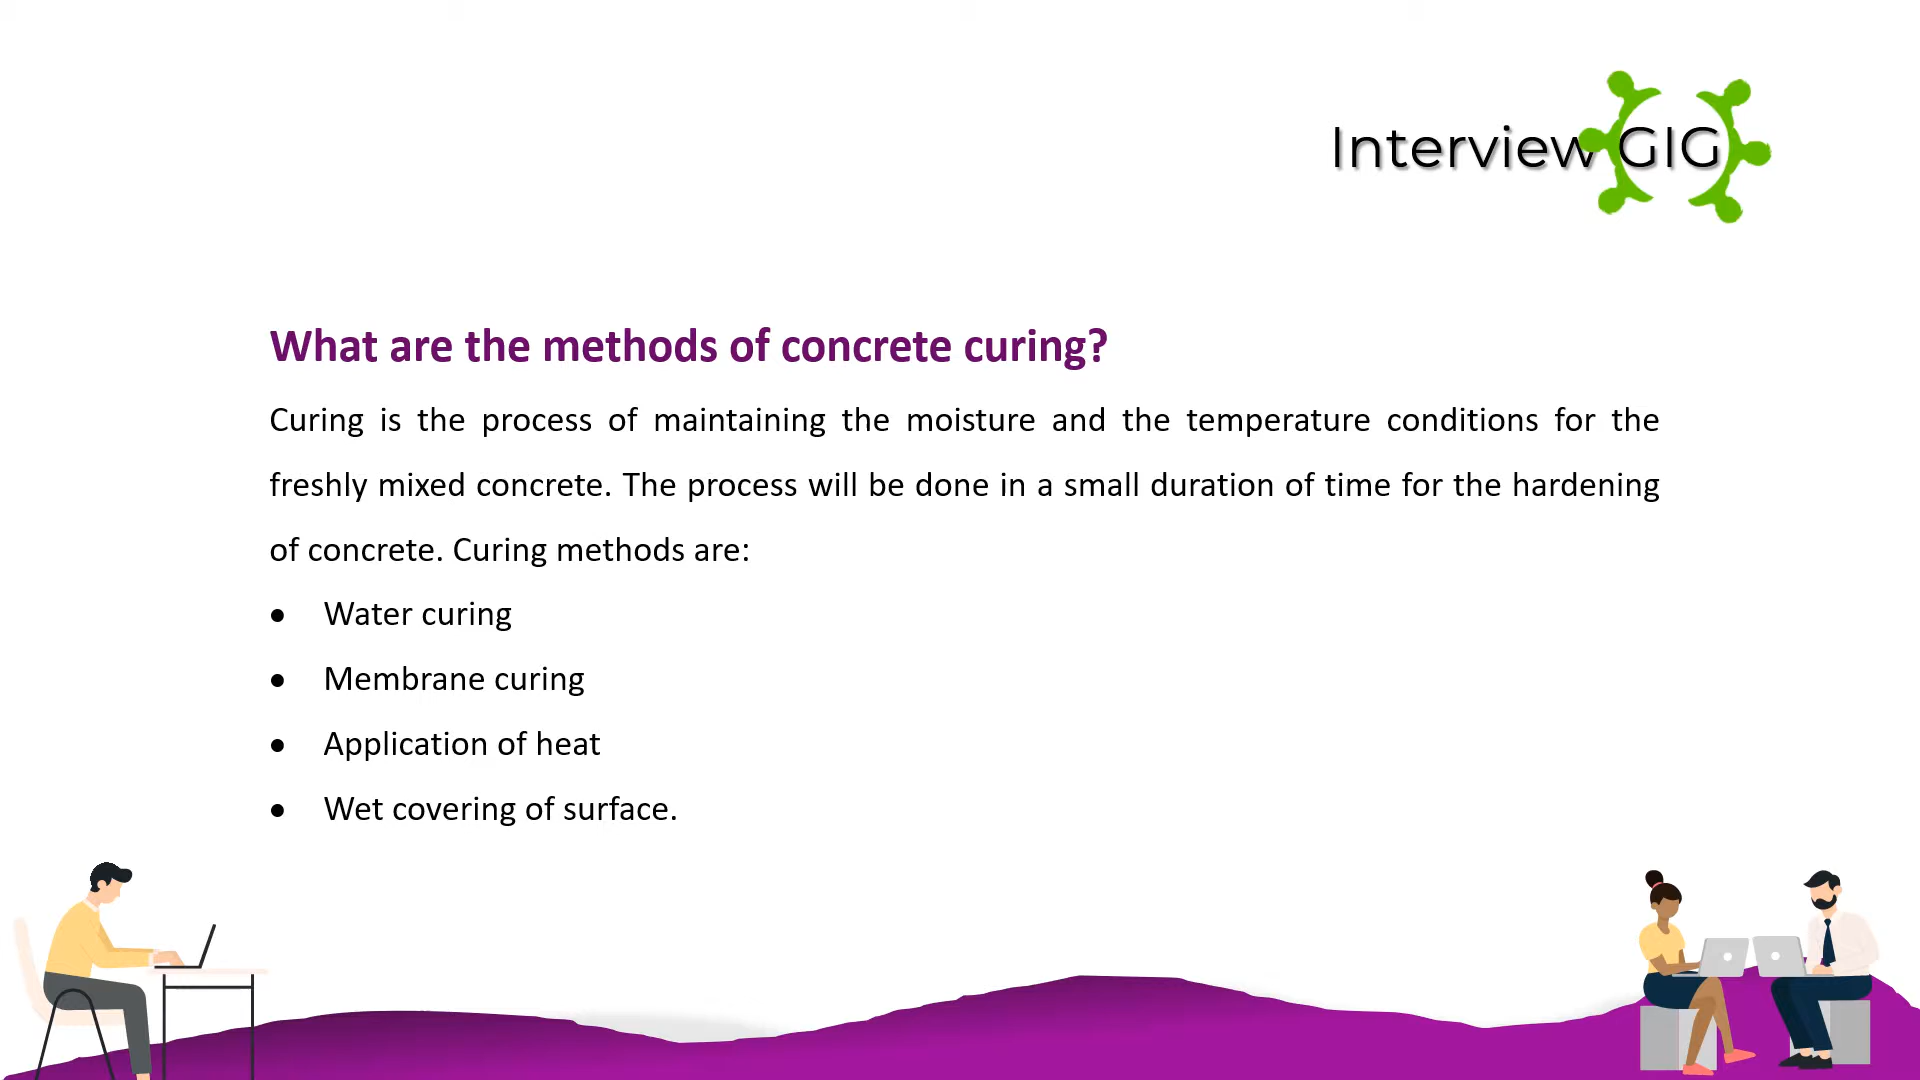 Interview GIG
What are the methods of concrete curing?
Curing is the process of maintaining the moisture and the temperature conditions for the
freshly mixed concrete. The process will be done in a small duration of time for the hardening
of concrete. Curing methods are:
• Water curing
• Membrane curing
• Application of heat
• Wet covering of surface.